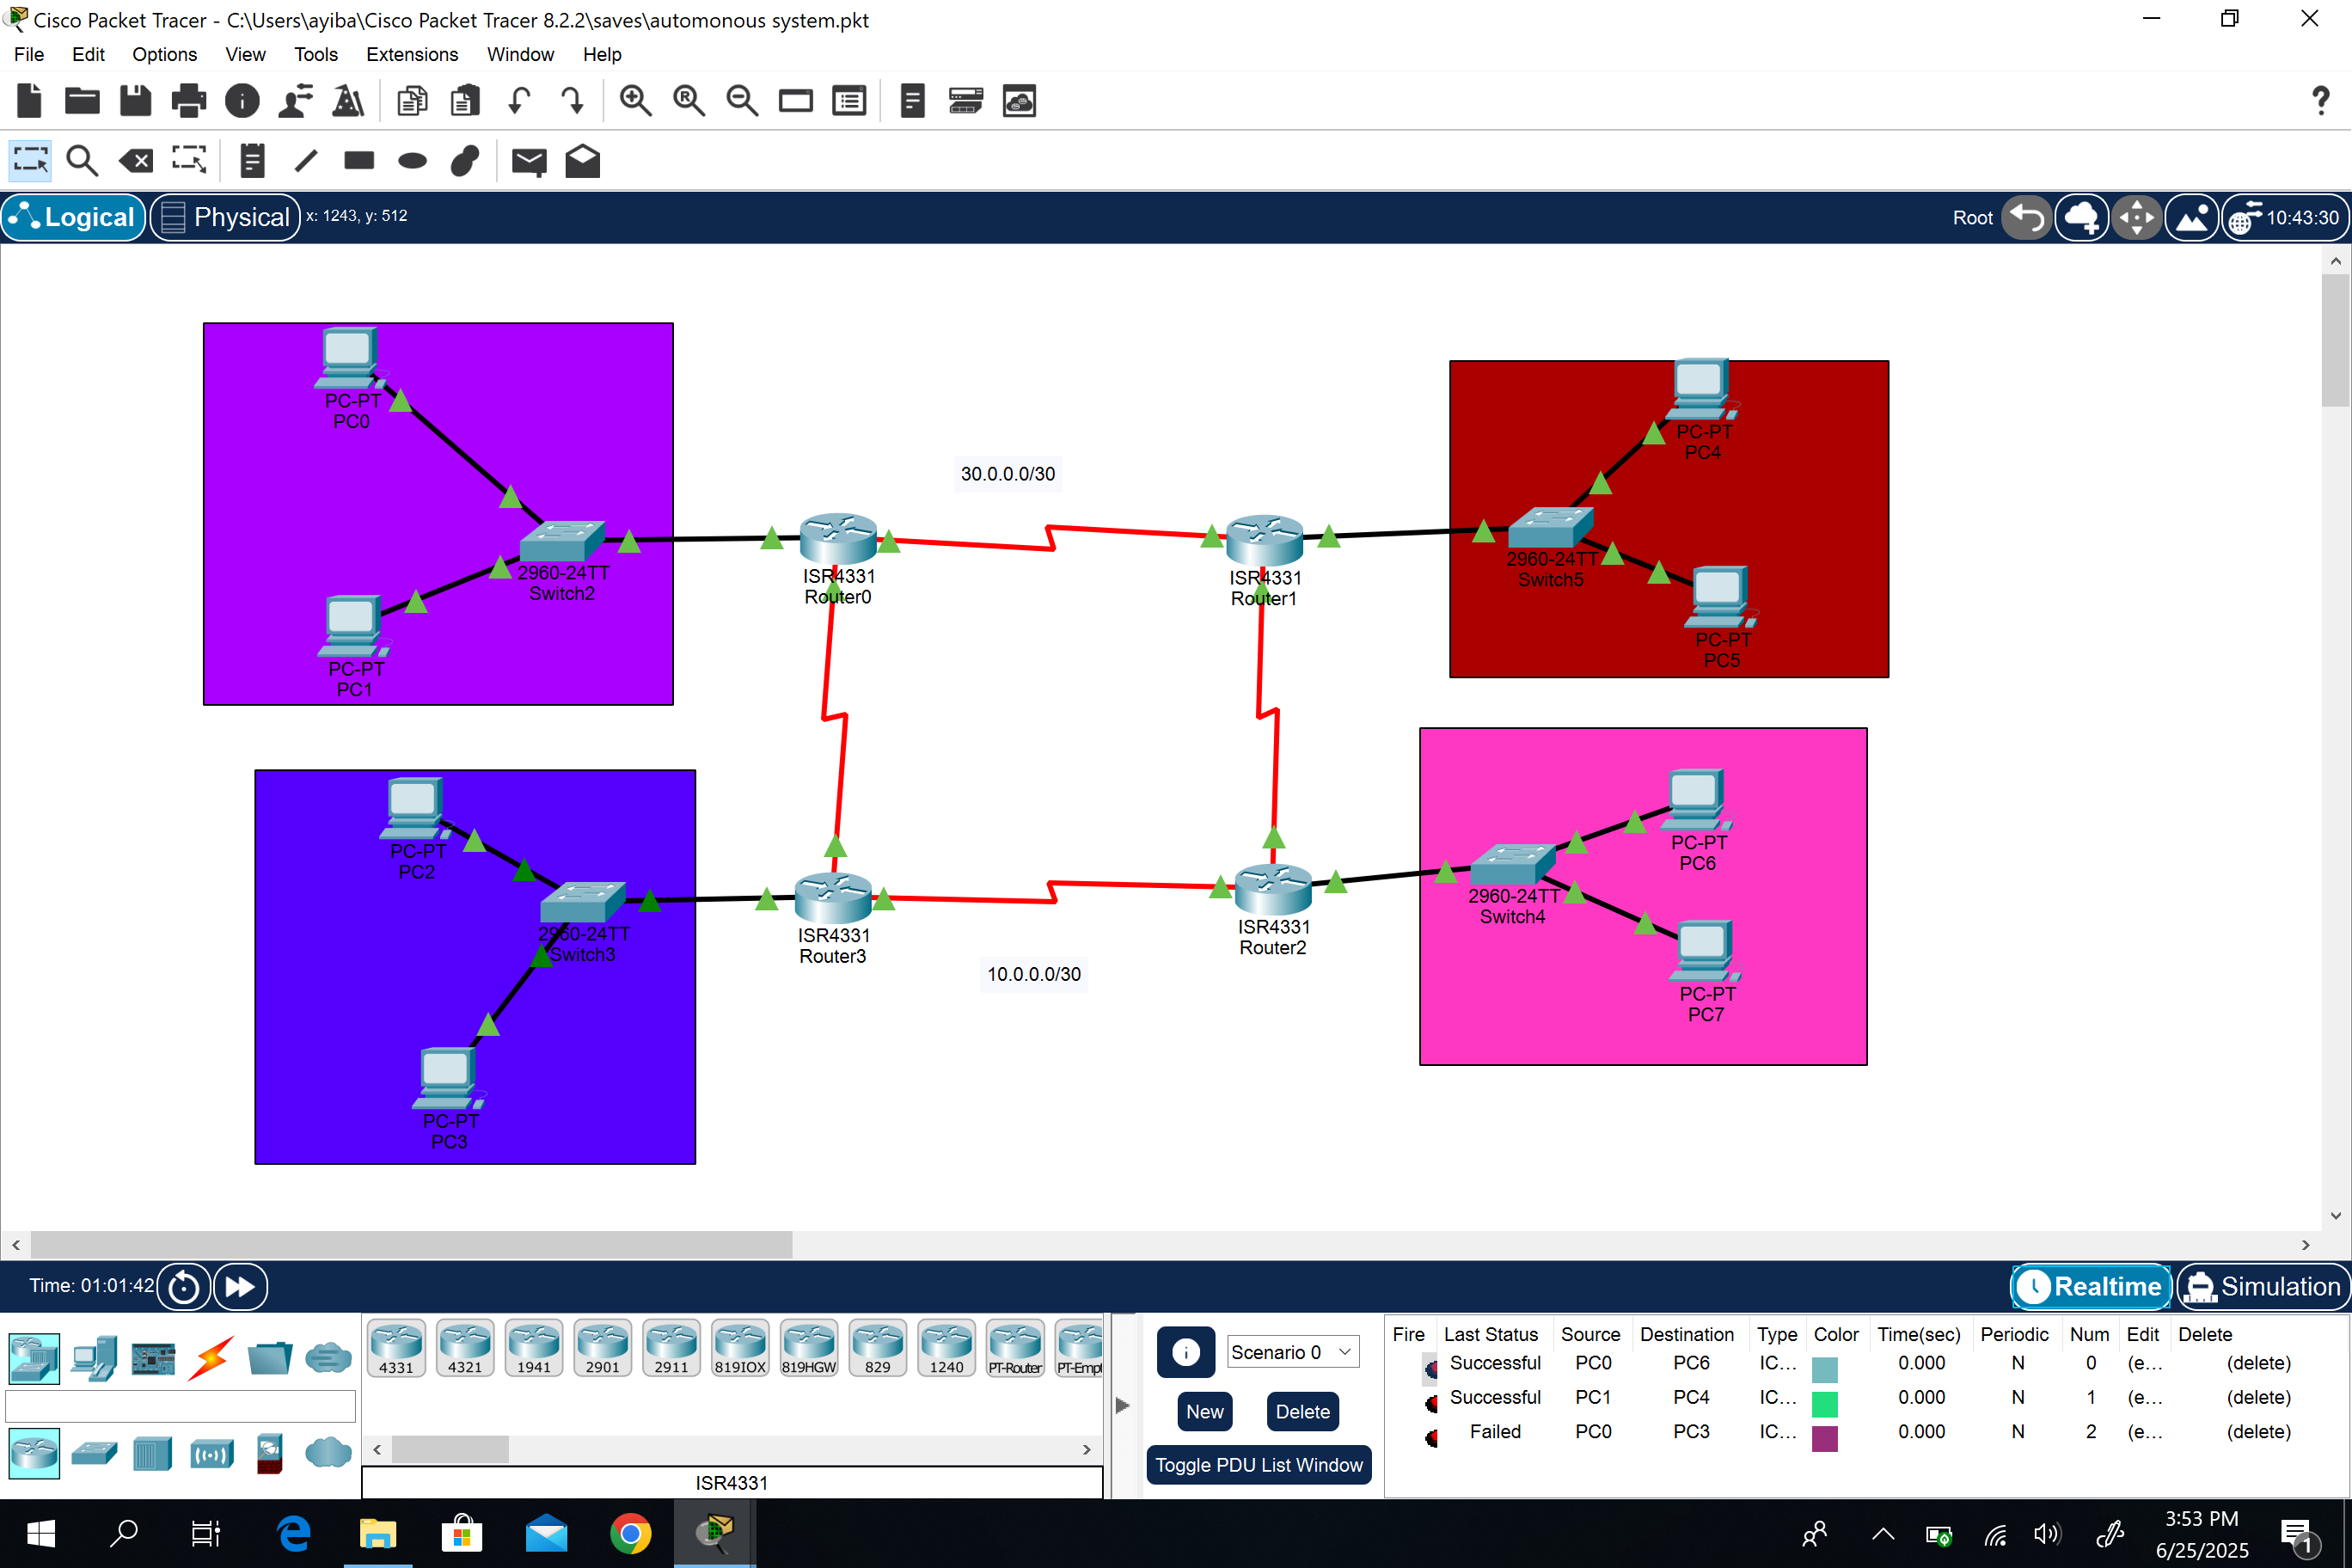 Cisco Packet Tracer - C:\Users\ayiba\Cisco Packet Tracer 8.2.2\saves\automonous system.pkt
File Edit Options View Tools Extensions Window Help
Logical Physical x: 1243, y: 512 Root 10:43:30
PC-PT
PC0
2960-24TT
Switch2
PC-PT
PC1
30.0.0.0/30
ISR4331
Router0
ISR4331
Router1
PC-PT
PC4
2960-24TT
Switch5
PC-PT
PC5
PC-PT
PC2
2960-24TT
Switch3
PC-PT
PC3
ISR4331
Router3
10.0.0.0/30
ISR4331
Router2
PC-PT
PC6
2960-24TT
Switch4
PC-PT
PC7
Time: 01:01:42 Realtime Simulation
4331 4321 1941 2901 2911 819IOX 819HGW 829 1240 PT-Router PT-Empt
ISR4331
Scenario 0
New Delete
Toggle PDU List Window
Fire Last Status Source Destination Type Color Time(sec) Periodic Num Edit Delete
Successful PC0 PC6 IC... 0.000 N 0 (e... (delete)
Successful PC1 PC4 IC... 0.000 N 1 (e... (delete)
Failed PC0 PC3 IC... 0.000 N 2 (e... (delete)
3:53 PM
6/25/2025
1